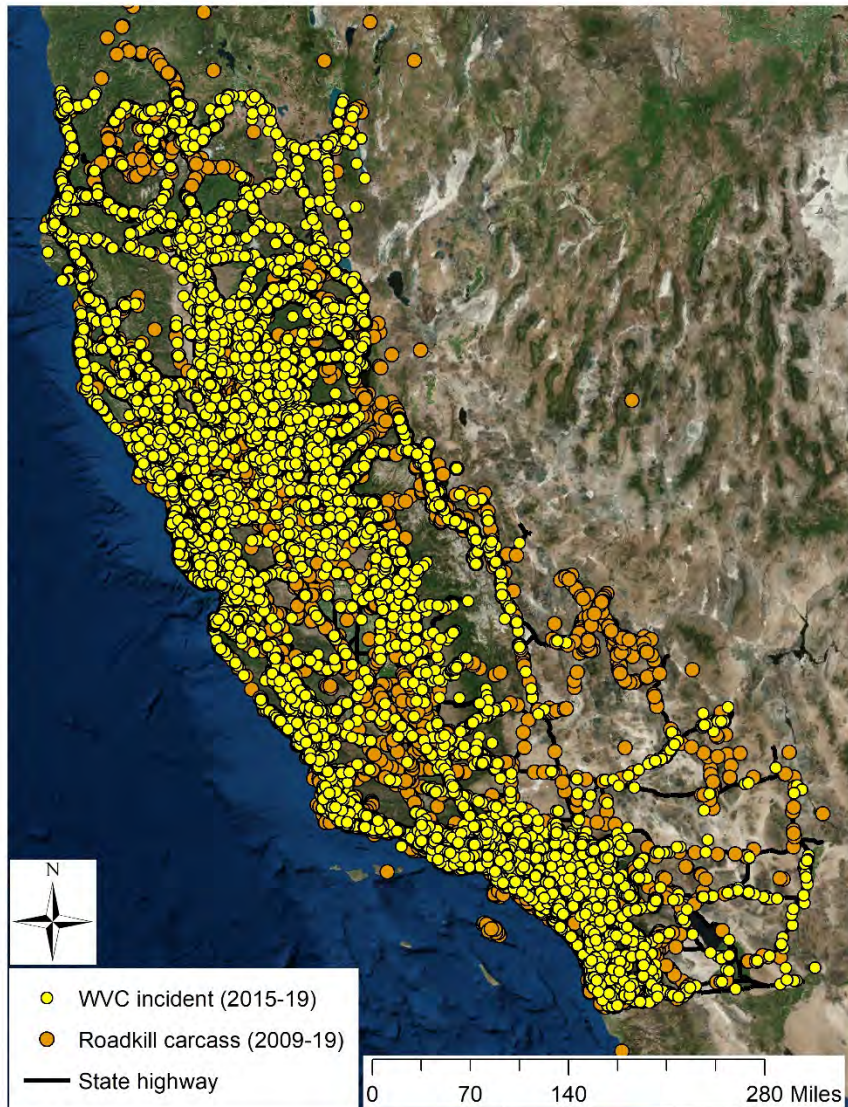 N
WVC incident (2015-19)
Roadkill carcass (2009-19)
State highway
0 70 140 280 Miles